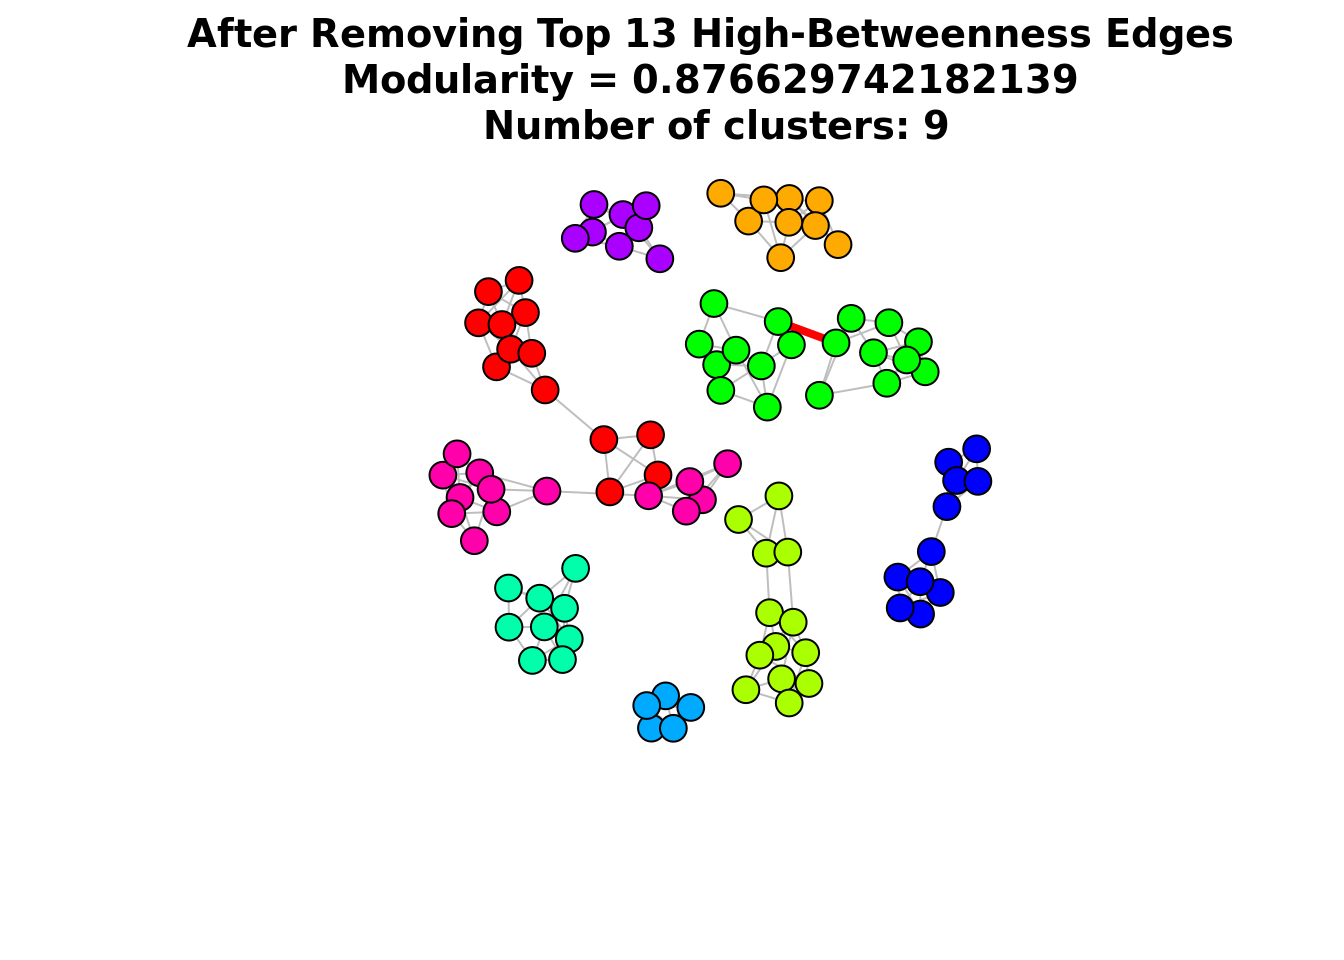 After Removing Top 13 High-Betweenness Edges
Modularity = 0.876629742182139
Number of clusters: 9